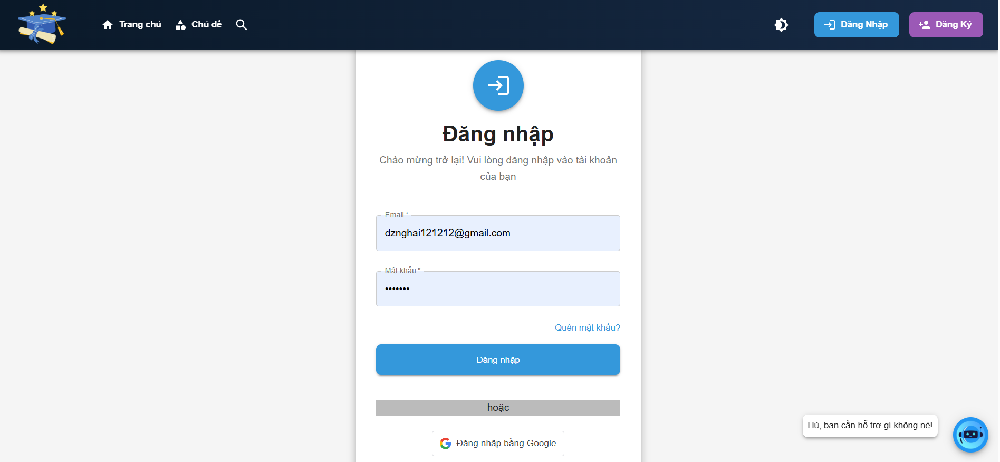 Trang chủ
Chủ đề
Đăng Nhập
Đăng Ký
Đăng nhập
Chào mừng trở lại! Vui lòng đăng nhập vào tài khoản
của bạn
Email *
dznghai121212@gmail.com
Mật khẩu *
•••••••
Quên mật khẩu?
Đăng nhập
hoặc
Đăng nhập bằng Google
Hù, bạn cần hỗ trợ gì không nè!